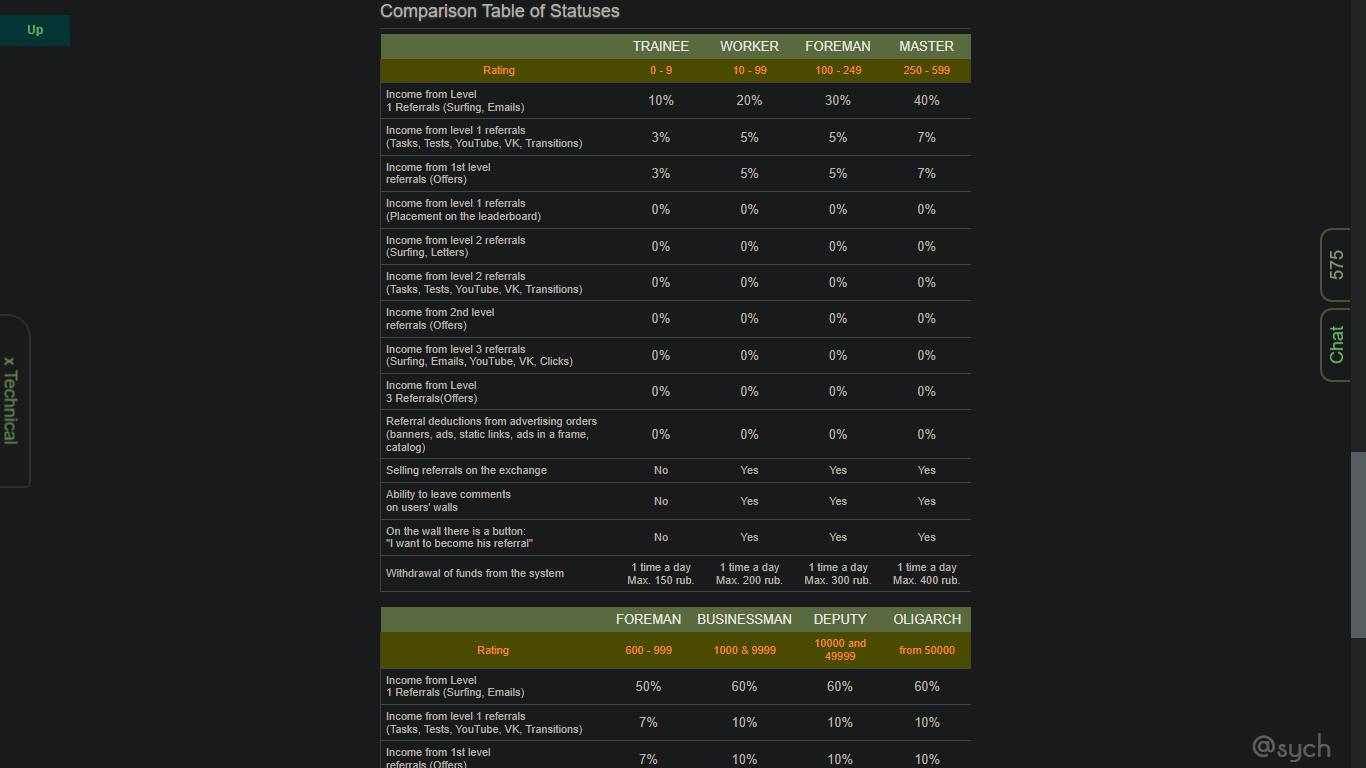 Comparison Table of Statuses
Up
TRAINEE WORKER FOREMAN MASTER
Rating 0 - 9 10 - 99 100 - 249 250 - 599
Income from Level
1 Referrals (Surfing, Emails) 10% 20% 30% 40%
Income from level 1 referrals
(Tasks, Tests, YouTube, VK, Transitions) 3% 5% 5% 7%
Income from 1st level
referrals (Offers) 3% 5% 5% 7%
Income from level 1 referrals
(Placement on the leaderboard) 0% 0% 0% 0%
Income from level 2 referrals
(Surfing, Letters) 0% 0% 0% 0%
Income from level 2 referrals
(Tasks, Tests, YouTube, VK, Transitions) 0% 0% 0% 0%
Income from 2nd level
referrals (Offers) 0% 0% 0% 0%
Income from level 3 referrals
(Surfing, Emails, YouTube, VK, Clicks) 0% 0% 0% 0%
Income from Level
3 Referrals(Offers) 0% 0% 0% 0%
Referral deductions from advertising orders
(banners, ads, static links, ads in a frame, 0% 0% 0% 0%
catalog)
Selling referrals on the exchange No Yes Yes Yes
Ability to leave comments
on users' walls No Yes Yes Yes
On the wall there is a button:
"I want to become his referral" No Yes Yes Yes
Withdrawal of funds from the system 1 time a day 1 time a day 1 time a day 1 time a day
Max. 150 rub. Max. 200 rub. Max. 300 rub. Max. 400 rub.
FOREMAN BUSINESSMAN DEPUTY OLIGARCH
Rating 600 - 999 1000 & 9999 10000 and from 50000
49999
Income from Level
1 Referrals (Surfing, Emails) 50% 60% 60% 60%
Income from level 1 referrals
(Tasks, Tests, YouTube, VK, Transitions) 7% 10% 10% 10%
Income from 1st level
referrals (Offers) 7% 10% 10% 10%
x Technical
575
Chat
@sych